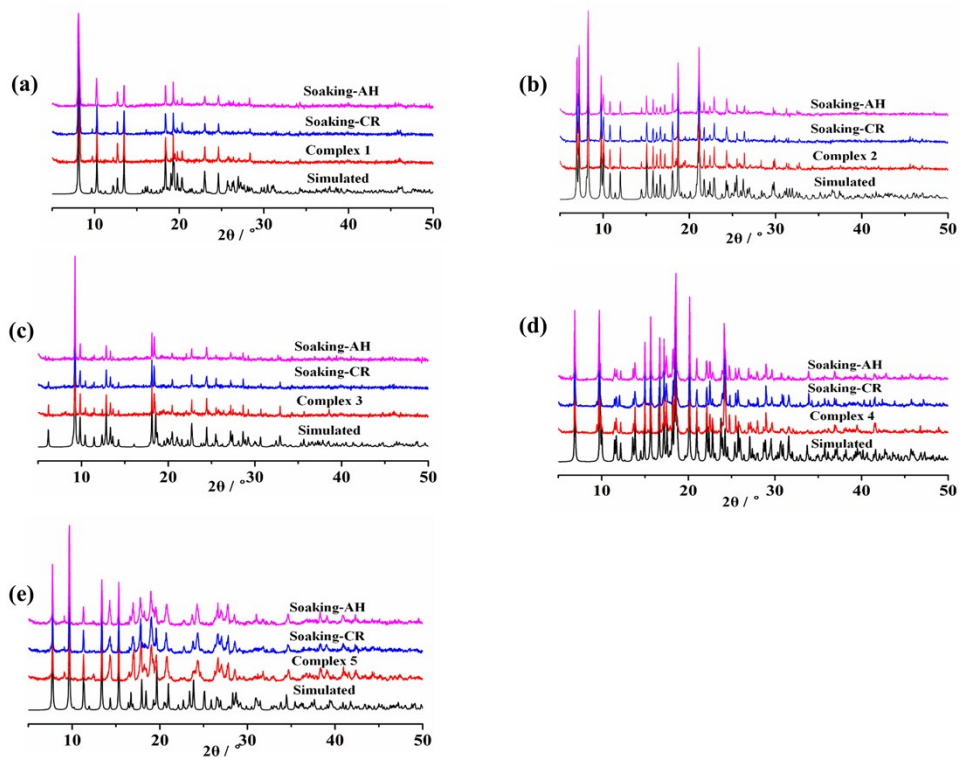 (a)
Soaking-AH
Soaking-CR
Complex 1
Simulated
10 20 30 40 50
2θ / °
(b)
Soaking-AH
Soaking-CR
Complex 2
Simulated
10 20 30 40 50
2θ / °
(c)
Soaking-AH
Soaking-CR
Complex 3
Simulated
10 20 30 40 50
2θ / °
(d)
Soaking-AH
Soaking-CR
Complex 4
Simulated
10 20 30 40 50
2θ / °
(e)
Soaking-AH
Soaking-CR
Complex 5
Simulated
10 20 30 40 50
2θ / °